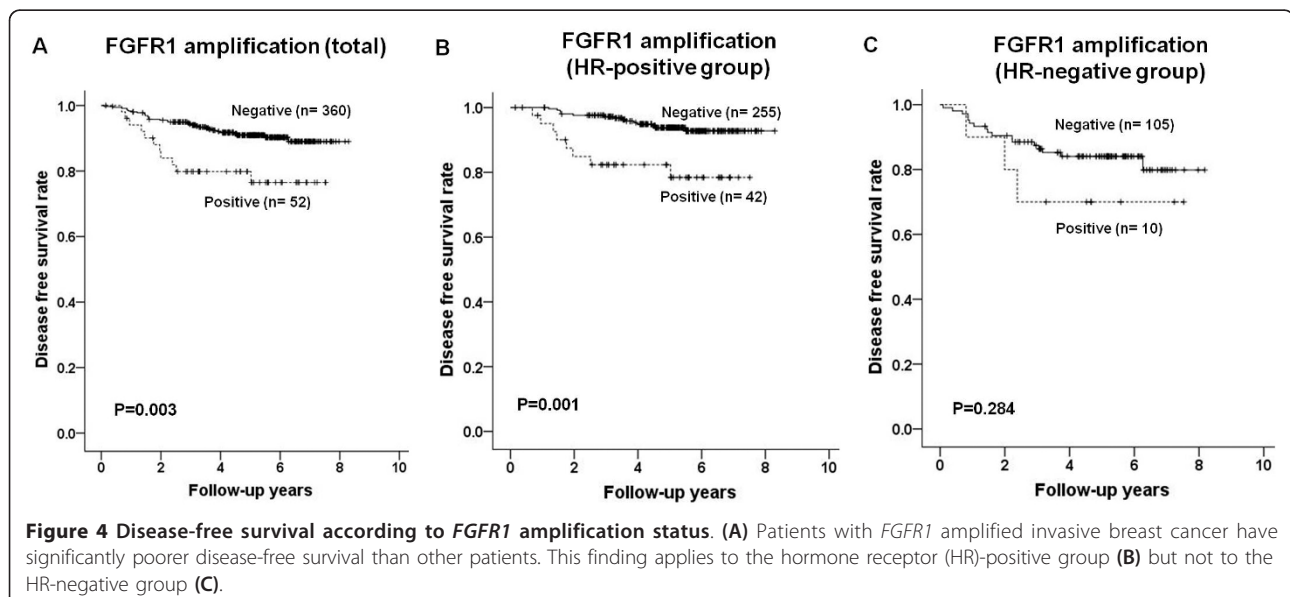 A
FGFR1 amplification (total)
Disease free survival rate
1.0
0.8
0.6
0.4
0.2
0.0
Negative (n= 360)
Positive (n= 52)
P=0.003
0 2 4 6 8 10
Follow-up years
B
FGFR1 amplification
(HR-positive group)
Disease free survival rate
1.0
0.8
0.6
0.4
0.2
0.0
Negative (n= 255)
Positive (n= 42)
P=0.001
0 2 4 6 8 10
Follow-up years
C
FGFR1 amplification
(HR-negative group)
Disease free survival rate
1.0
0.8
0.6
0.4
0.2
0.0
Negative (n= 105)
Positive (n= 10)
P=0.284
0 2 4 6 8 10
Follow-up years
Figure 4 Disease-free survival according to FGFR1 amplification status. (A) Patients with FGFR1 amplified invasive breast cancer have
significantly poorer disease-free survival than other patients. This finding applies to the hormone receptor (HR)-positive group (B) but not to the
HR-negative group (C).